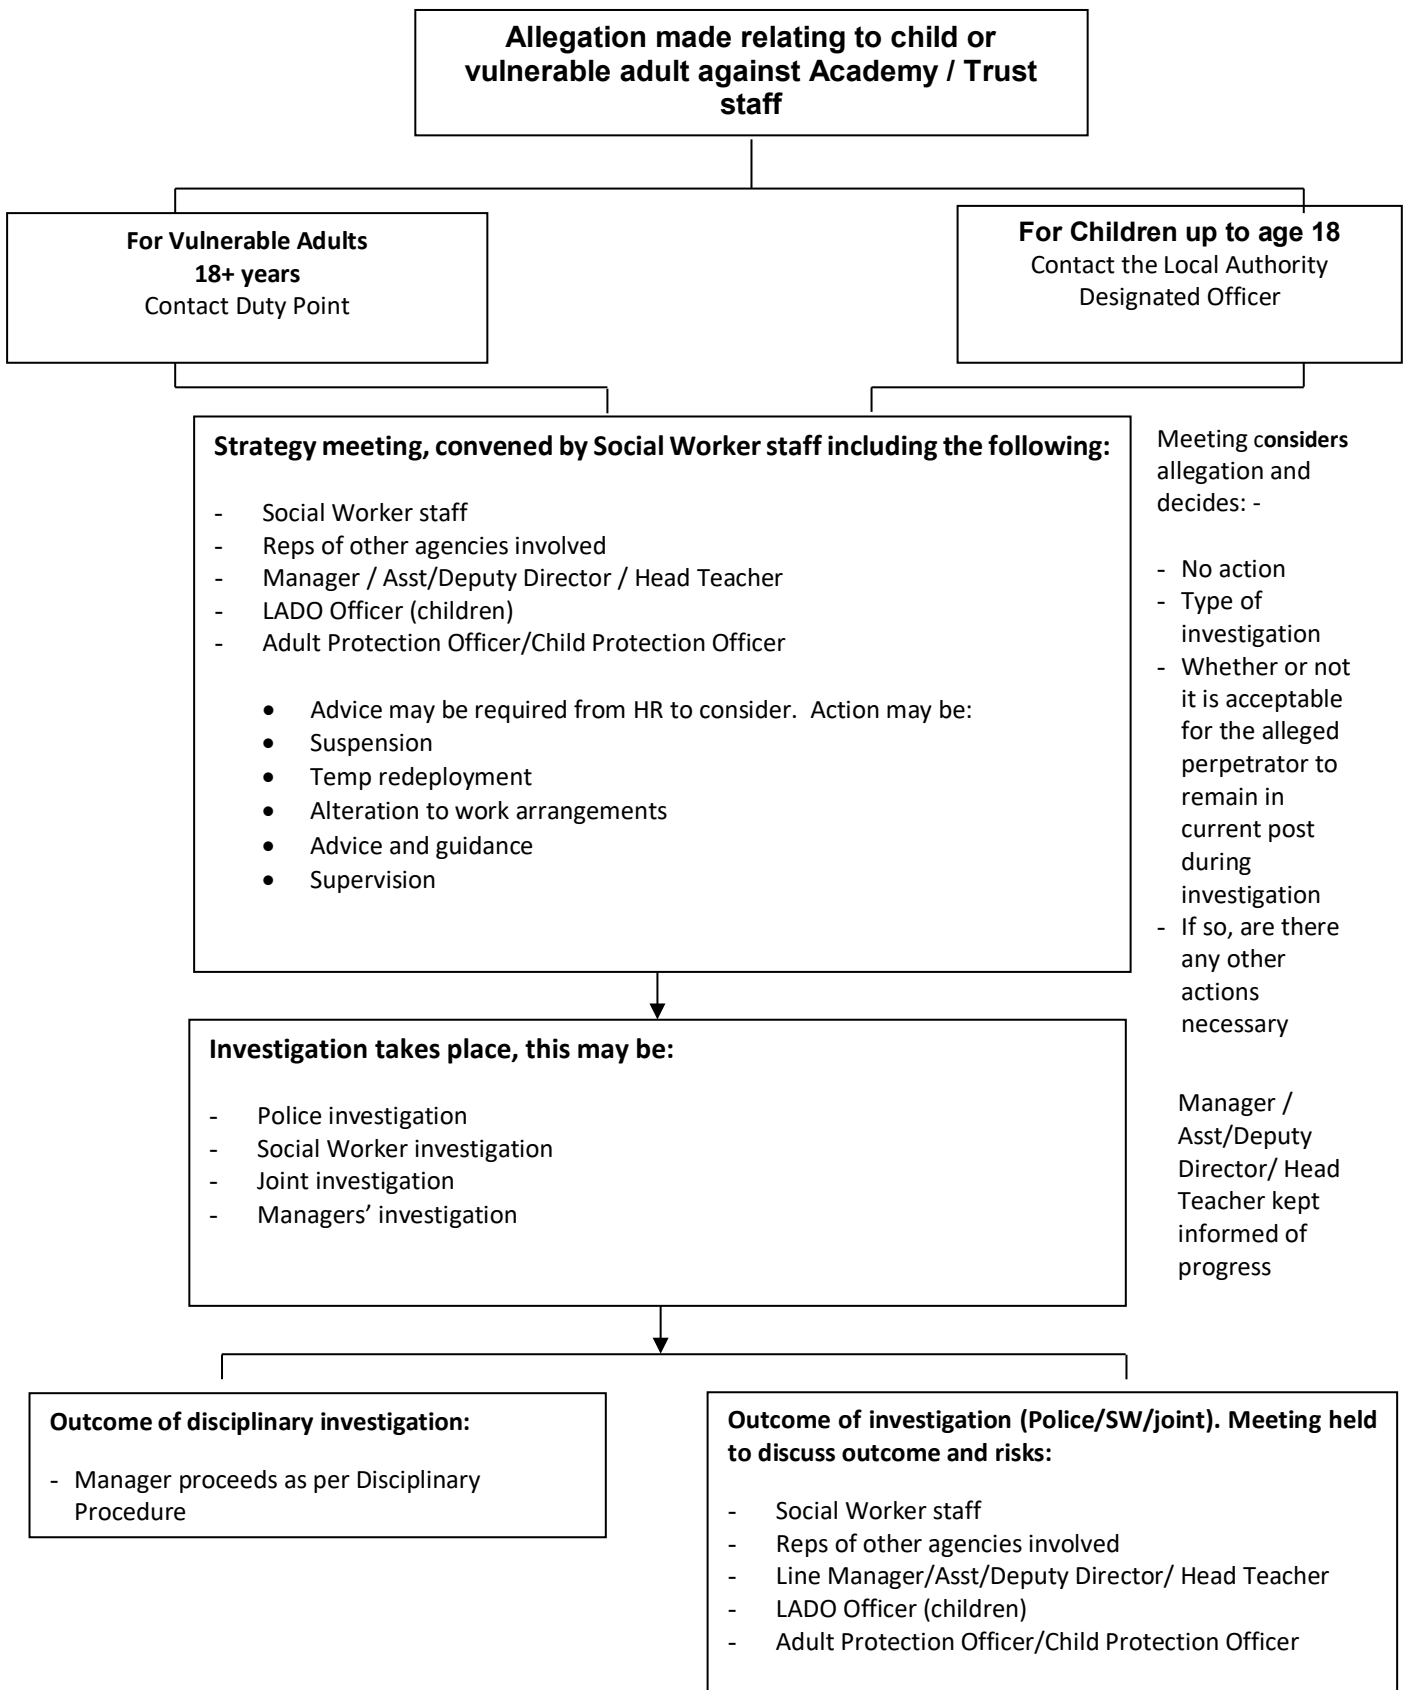 Allegation made relating to child or
vulnerable adult against Academy / Trust
staff
For Vulnerable Adults
18+ years
Contact Duty Point
For Children up to age 18
Contact the Local Authority
Designated Officer
Strategy meeting, convened by Social Worker staff including the following:
- Social Worker staff
- Reps of other agencies involved
- Manager / Asst/Deputy Director / Head Teacher
- LADO Officer (children)
- Adult Protection Officer/Child Protection Officer
• Advice may be required from HR to consider.  Action may be:
• Suspension
• Temp redeployment
• Alteration to work arrangements
• Advice and guidance
• Supervision
Meeting considers
allegation and
decides: -
- No action
- Type of
investigation
- Whether or not
it is acceptable
for the alleged
perpetrator to
remain in
current post
during
investigation
- If so, are there
any other
actions
necessary
Investigation takes place, this may be:
- Police investigation
- Social Worker investigation
- Joint investigation
- Managers’ investigation
Manager /
Asst/Deputy
Director/ Head
Teacher kept
informed of
progress
Outcome of disciplinary investigation:
- Manager proceeds as per Disciplinary
Procedure
Outcome of investigation (Police/SW/joint). Meeting held
to discuss outcome and risks:
- Social Worker staff
- Reps of other agencies involved
- Line Manager/Asst/Deputy Director/ Head Teacher
- LADO Officer (children)
- Adult Protection Officer/Child Protection Officer